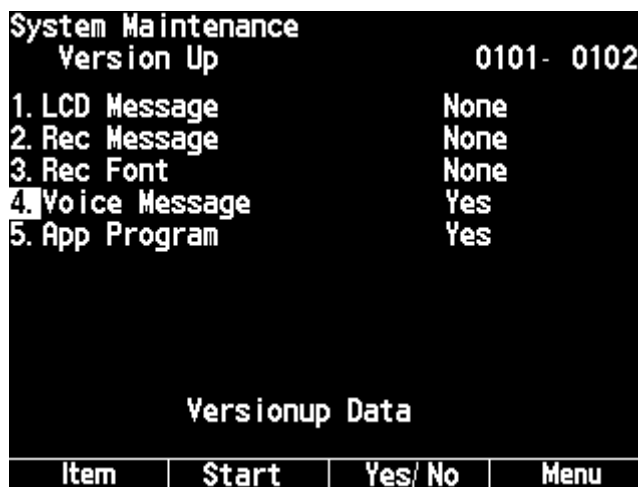 System Maintenance
Version Up 0101- 0102
1. LCD Message None
2. Rec Message None
3. Rec Font None
4. Voice Message Yes
5. App Program Yes
Versionup Data
Item Start Yes/No Menu